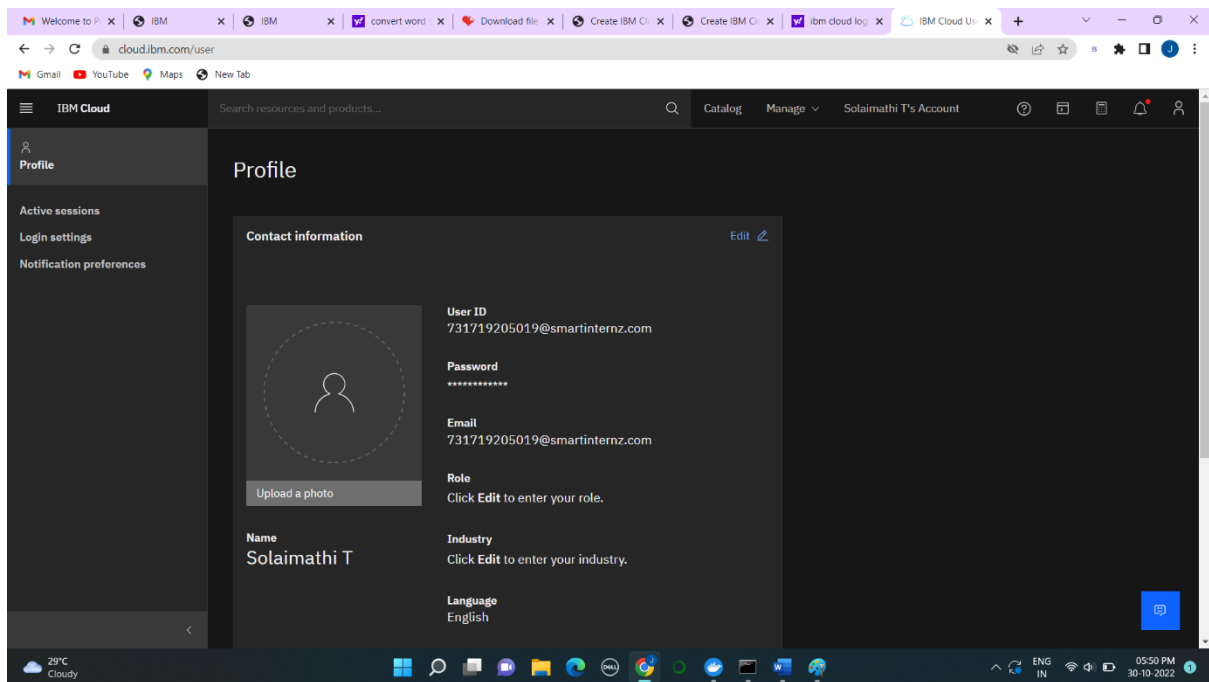 Welcome to P
IBM
IBM
convert word
Download file
Create IBM Cl
Create IBM Cl
ibm cloud log
IBM Cloud Us
cloud.ibm.com/user
B
J
Gmail
YouTube
Maps
New Tab
IBM Cloud
Search resources and products...
Catalog
Manage
Solaimathi T's Account
Profile
Profile
Active sessions
Login settings
Contact information
Edit
Notification preferences
User ID
731719205019@smartinternz.com
Password
************
Email
731719205019@smartinternz.com
Role
Upload a photo
Click Edit to enter your role.
Name
Solaimathi T
Industry
Click Edit to enter your industry.
Language
English
29°C
Cloudy
DELL
W
ENG
IN
05:50 PM
30-10-2022
1